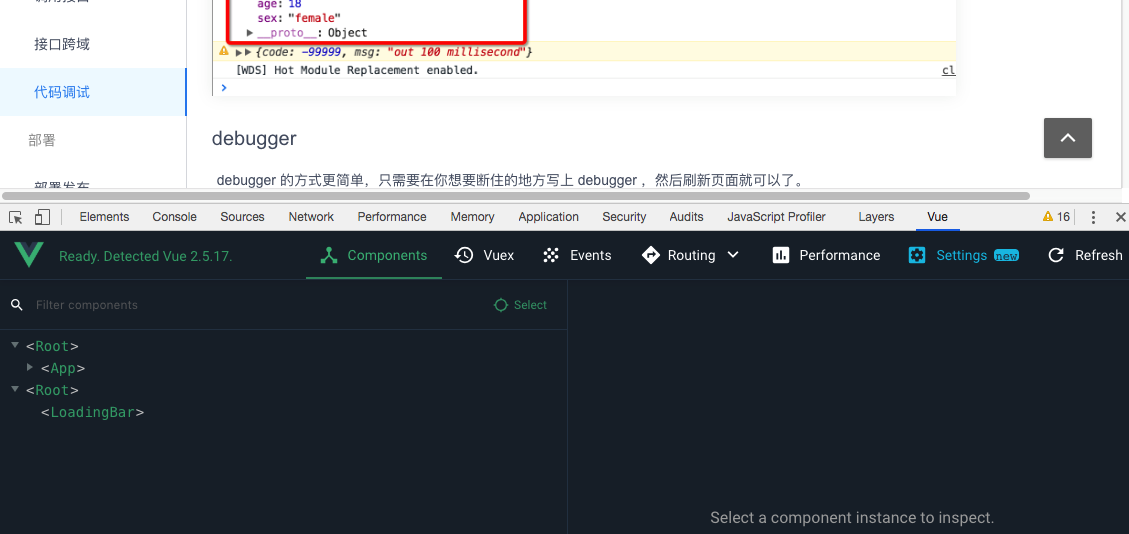 age: 18
sex: "female"
__proto__: Object
接口跨域
{code: -99999, msg: "out 100 millisecond"}
[WDS] Hot Module Replacement enabled.
cl
代码调试
debugger
部署
debugger 的方式更简单，只需要在你想要断住的地方写上 debugger ，然后刷新页面就可以了。
部署发布
Elements Console Sources Network Performance Memory Application Security Audits JavaScript Profiler Layers Vue 16
Ready. Detected Vue 2.5.17. Components Vuex Events Routing Performance Settings new Refresh
Filter components Select
<Root>
<App>
<Root>
<LoadingBar>
Select a component instance to inspect.